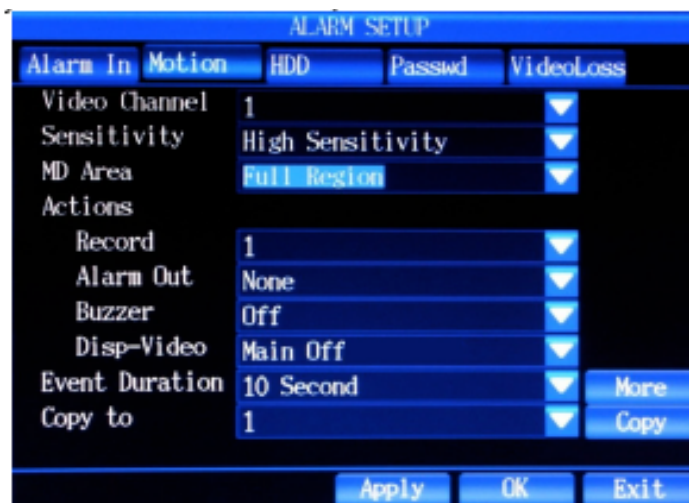 ALARM SETUP
Alarm In Motion HDD Passwd VideoLoss
Video Channel 1
Sensitivity High Sensitivity
MD Area Full Region
Actions
Record 1
Alarm Out None
Buzzer Off
Disp-Video Main Off
Event Duration 10 Second More
Copy to 1 Copy
Apply OK Exit